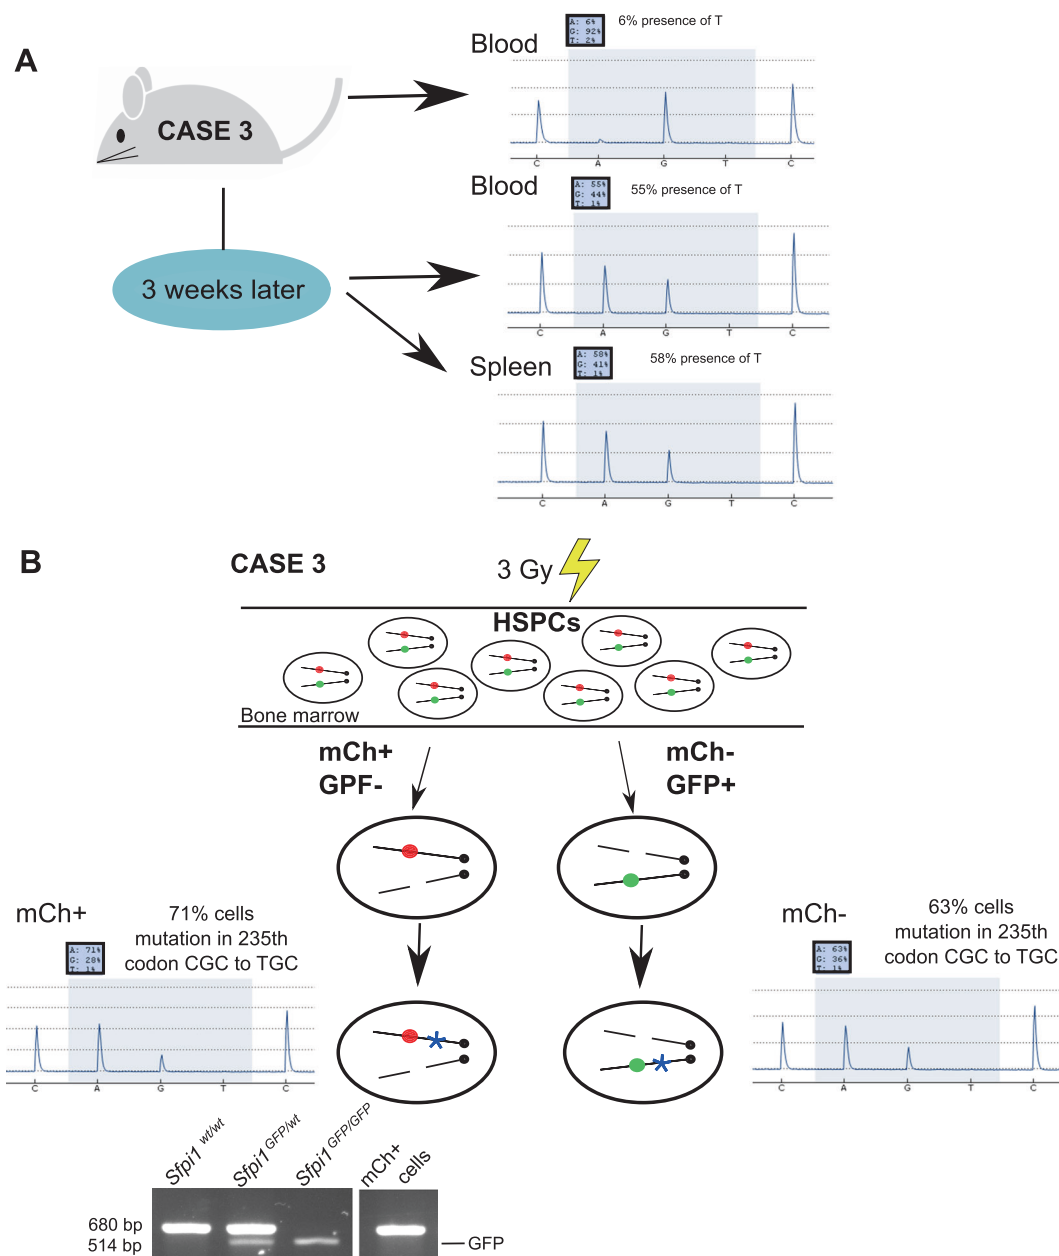 A
CASE 3
3 weeks later
Blood
A: 6%
G: 92%
T: 2%
6% presence of T
C A G T C
Blood
A: 55%
G: 44%
T: 1%
55% presence of T
C A G T C
Spleen
A: 58%
G: 41%
T: 1%
58% presence of T
C A G T C
B
CASE 3
3 Gy
HSPCs
Bone marrow
mCh+
GPF-
mCh-
GFP+
mCh+
71% cells
mutation in 235th
codon CGC to TGC
A: 71%
G: 28%
T: 1%
C A G T C
mCh-
63% cells
mutation in 235th
codon CGC to TGC
A: 63%
G: 36%
T: 1%
C A G T C
Sfpi1 wt/wt
Sfpi1 GFP/wt
Sfpi1 GFP/GFP
mCh+
cells
680 bp
514 bp
GFP